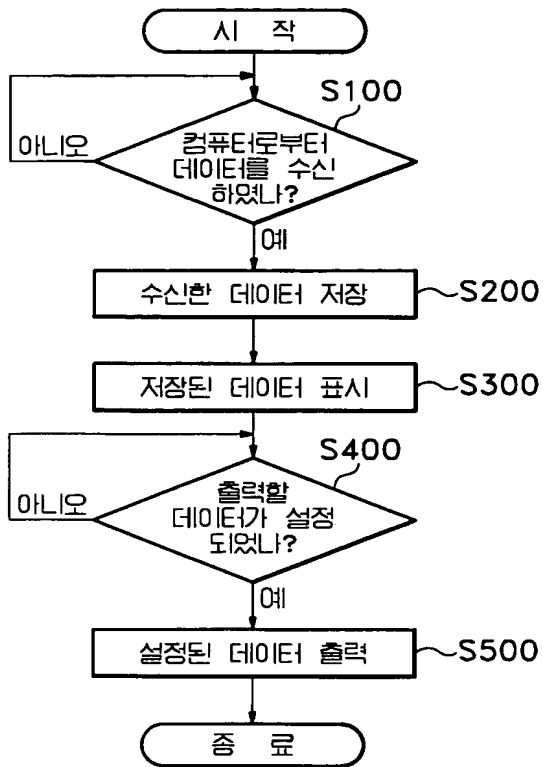 시 작
S100
컴퓨터로부터
데이터를 수신
하였나?
아니오
예
수신한 데이터 저장
S200
저장된 데이터 표시
S300
S400
출력할
데이터가 설정
되었나?
아니오
예
설정된 데이터 출력
S500
종 료